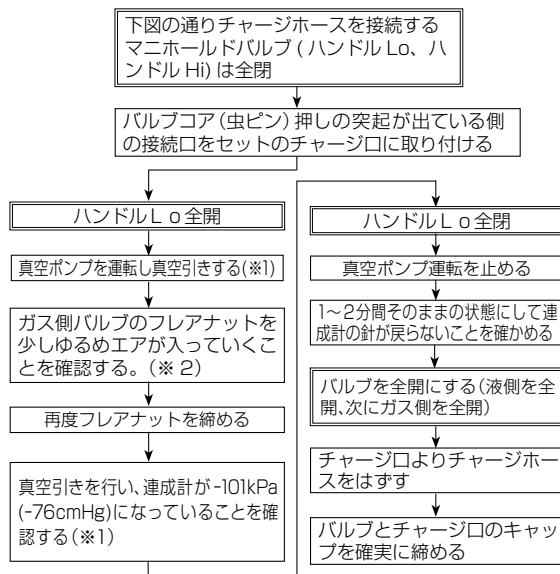 下図の通りチャージホースを接続する
マニホールドバルブ ( ハンドル Lo、ハ
ンドル Hi) は全閉
バルブコア（虫ピン）押しの突起が出ている側
の接続口をセットのチャージ口に取り付ける
ハンドルＬｏ全開
真空ポンプを運転し真空引きする(※1)
ガス側バルブのフレアナットを
少しゆるめエアが入っていくこ
とを確認する。（※ 2）
再度フレアナットを締める
真空引きを行い、連成計が-101kPa
(-76cmHg)になっていることを確
認する(※1)
ハンドルLo全閉
真空ポンプ運転を止める
1～2分間そのままの状態にして連
成計の針が戻らないことを確かめる
バルブを全開にする（液側を全
開、次にガス側を全開）
チャージ口よりチャージホー
スをはずす
バルブとチャージ口のキャッ
プを確実に締める